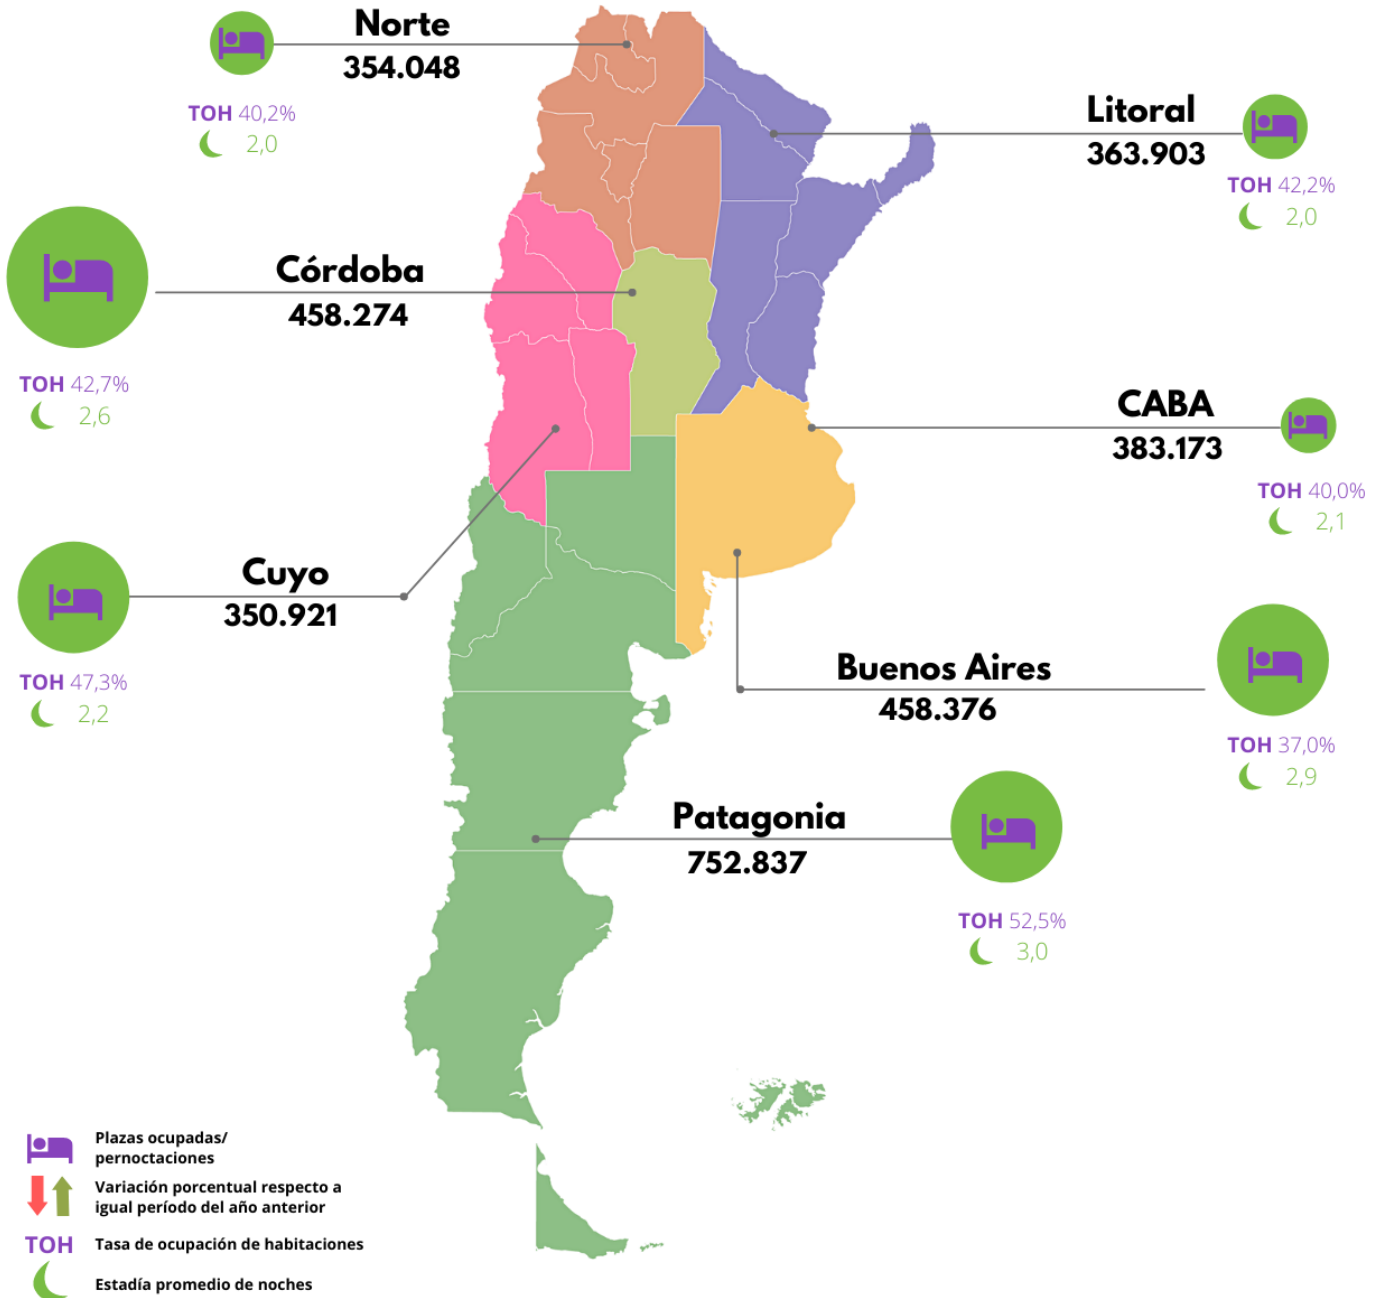 Norte
354.048
TOH 40,2%
2,0
Litoral
363.903
TOH 42,2%
2,0
Córdoba
458.274
TOH 42,7%
2,6
CABA
383.173
TOH 40,0%
2,1
Cuyo
350.921
TOH 47,3%
2,2
Buenos Aires
458.376
TOH 37,0%
2,9
Patagonia
752.837
TOH 52,5%
3,0
Plazas ocupadas/
pernoctaciones
Variación porcentual respecto a
igual período del año anterior
TOH Tasa de ocupación de habitaciones
Estadía promedio de noches